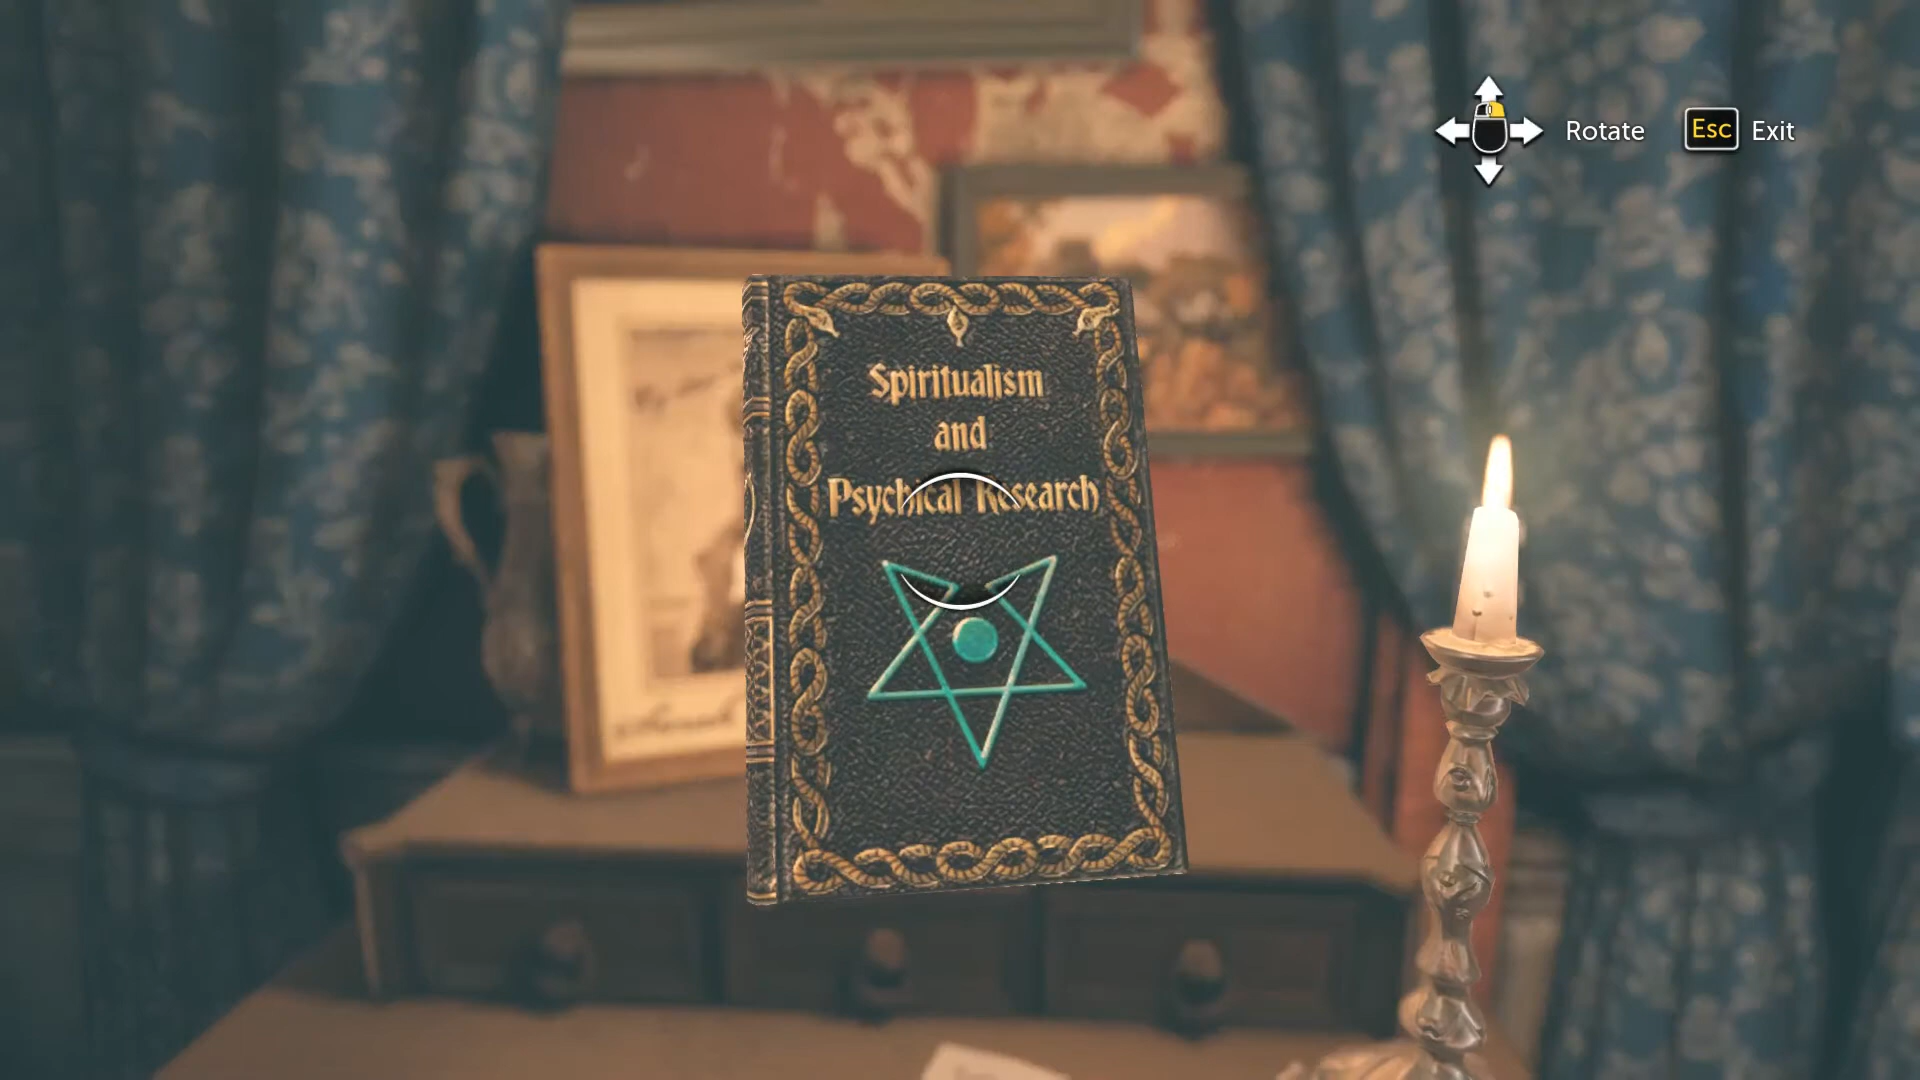 Rotate
Esc
Exit
Spiritualism
and
Psychical Research